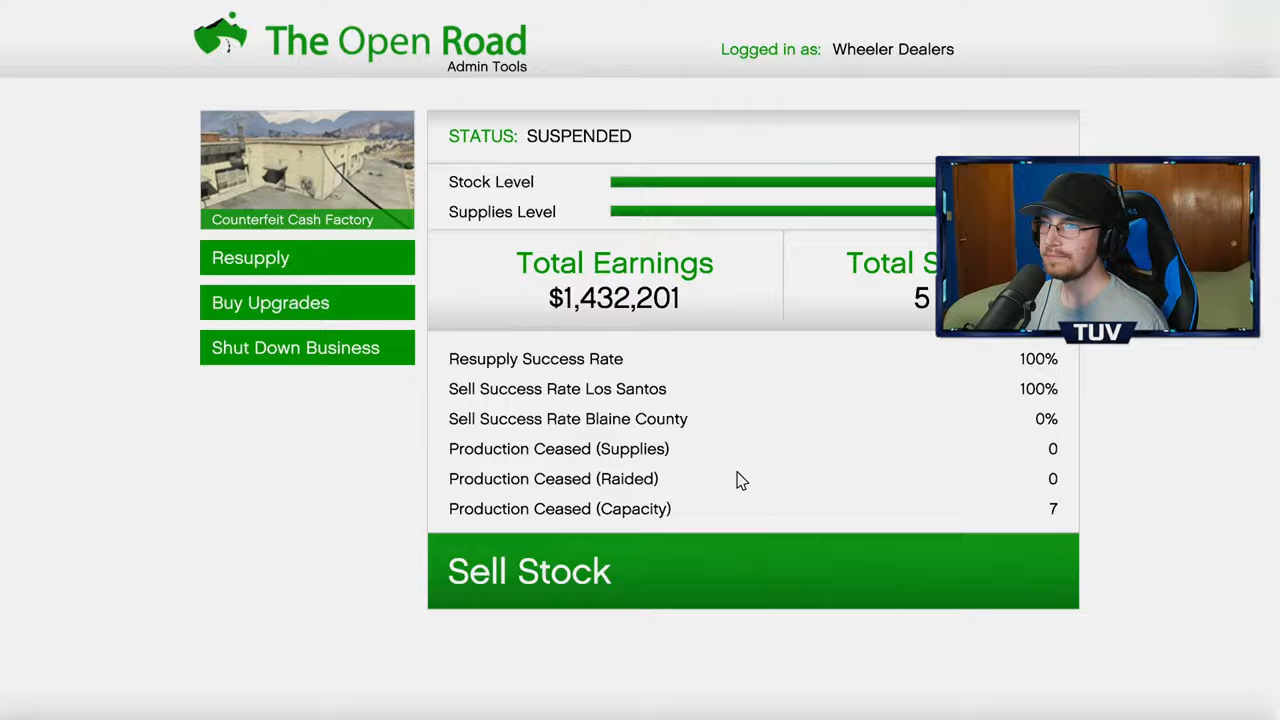 The Open Road
Admin Tools
Logged in as: Wheeler Dealers
Counterfeit Cash Factory
Resupply
Buy Upgrades
Shut Down Business
STATUS: SUSPENDED
Stock Level
Supplies Level
Total Earnings
$1,432,201
Total S
5
Resupply Success Rate 100%
Sell Success Rate Los Santos 100%
Sell Success Rate Blaine County 0%
Production Ceased (Supplies) 0
Production Ceased (Raided) 0
Production Ceased (Capacity) 7
Sell Stock
TUV